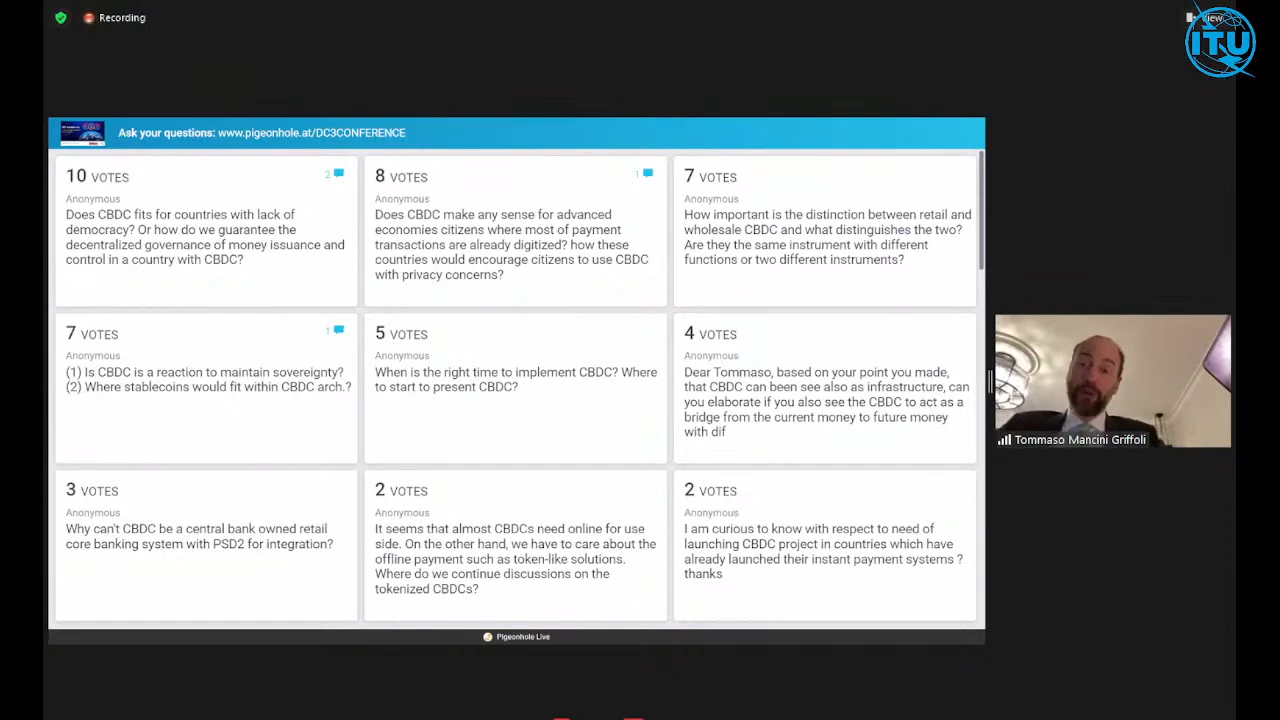 Recording
View
ITU
Ask your questions: www.pigeonhole.at/DC3CONFERENCE
10 VOTES
2
Anonymous
Does CBDC fits for countries with lack of
democracy? Or how do we guarantee the
decentralized governance of money issuance and
control in a country with CBDC?
8 VOTES
1
Anonymous
Does CBDC make any sense for advanced
economies citizens where most of payment
transactions are already digitized? how these
countries would encourage citizens to use CBDC
with privacy concerns?
7 VOTES
Anonymous
How important is the distinction between retail and
wholesale CBDC and what distinguishes the two?
Are they the same instrument with different
functions or two different instruments?
7 VOTES
1
Anonymous
(1) Is CBDC is a reaction to maintain sovereignty?
(2) Where stablecoins would fit within CBDC arch.?
5 VOTES
Anonymous
When is the right time to implement CBDC? Where
to start to present CBDC?
4 VOTES
Anonymous
Dear Tommaso, based on your point you made,
that CBDC can been see also as infrastructure, can
you elaborate if you also see the CBDC to act as a
bridge from the current money to future money
with dif
Tommaso Mancini Griffoli
3 VOTES
Anonymous
Why can't CBDC be a central bank owned retail
core banking system with PSD2 for integration?
2 VOTES
Anonymous
It seems that almost CBDCs need online for use
side. On the other hand, we have to care about the
offline payment such as token-like solutions.
Where do we continue discussions on the
tokenized CBDCs?
2 VOTES
Anonymous
I am curious to know with respect to need of
launching CBDC project in countries which have
already launched their instant payment systems ?
thanks
Pigeonhole Live